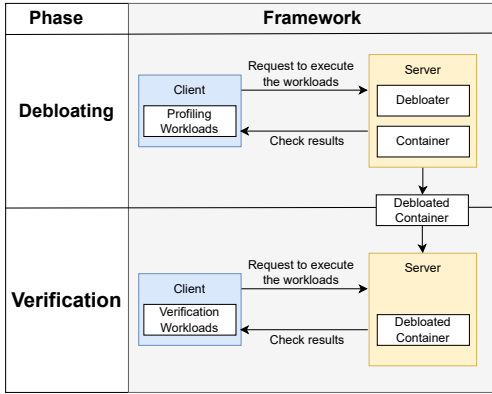 Phase
Framework
Debloating
Client
Profiling
Workloads
Request to execute
the workloads
Check results
Server
Debloater
Container
Debloated
Container
Verification
Client
Verification
Workloads
Request to execute
the workloads
Check results
Server
Debloated
Container